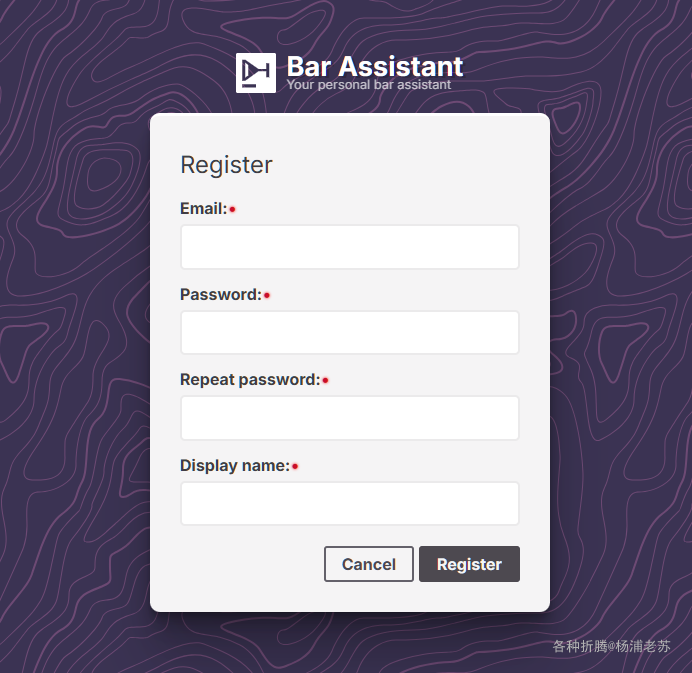 Bar Assistant
Your personal bar assistant
Register
Email:
Password:
Repeat password:
Display name:
Cancel Register
各种折腾@杨浦老苏